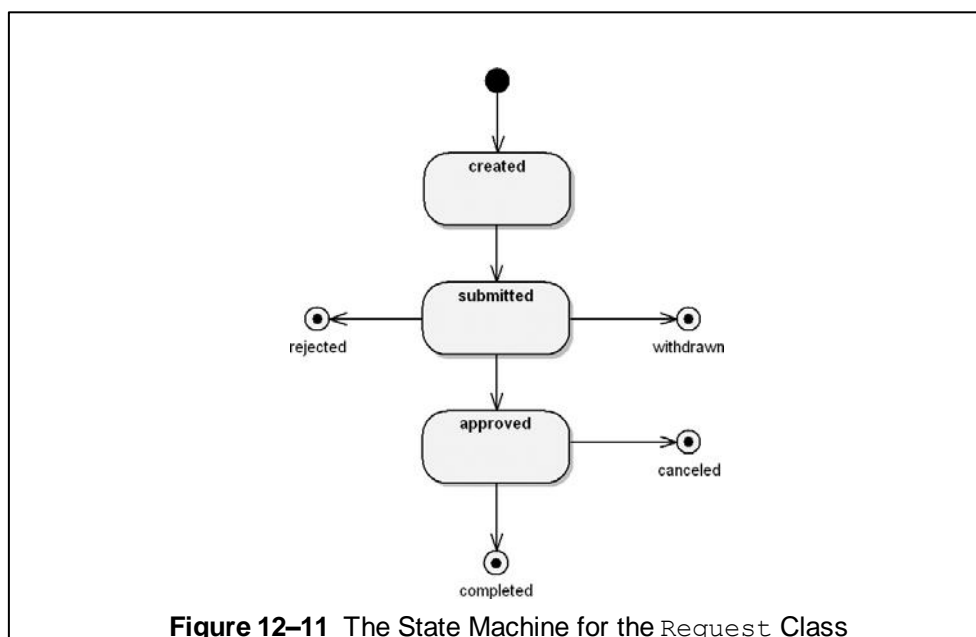 created
submitted
rejected
withdrawn
approved
canceled
completed
Figure 12–11 The State Machine for the Request Class